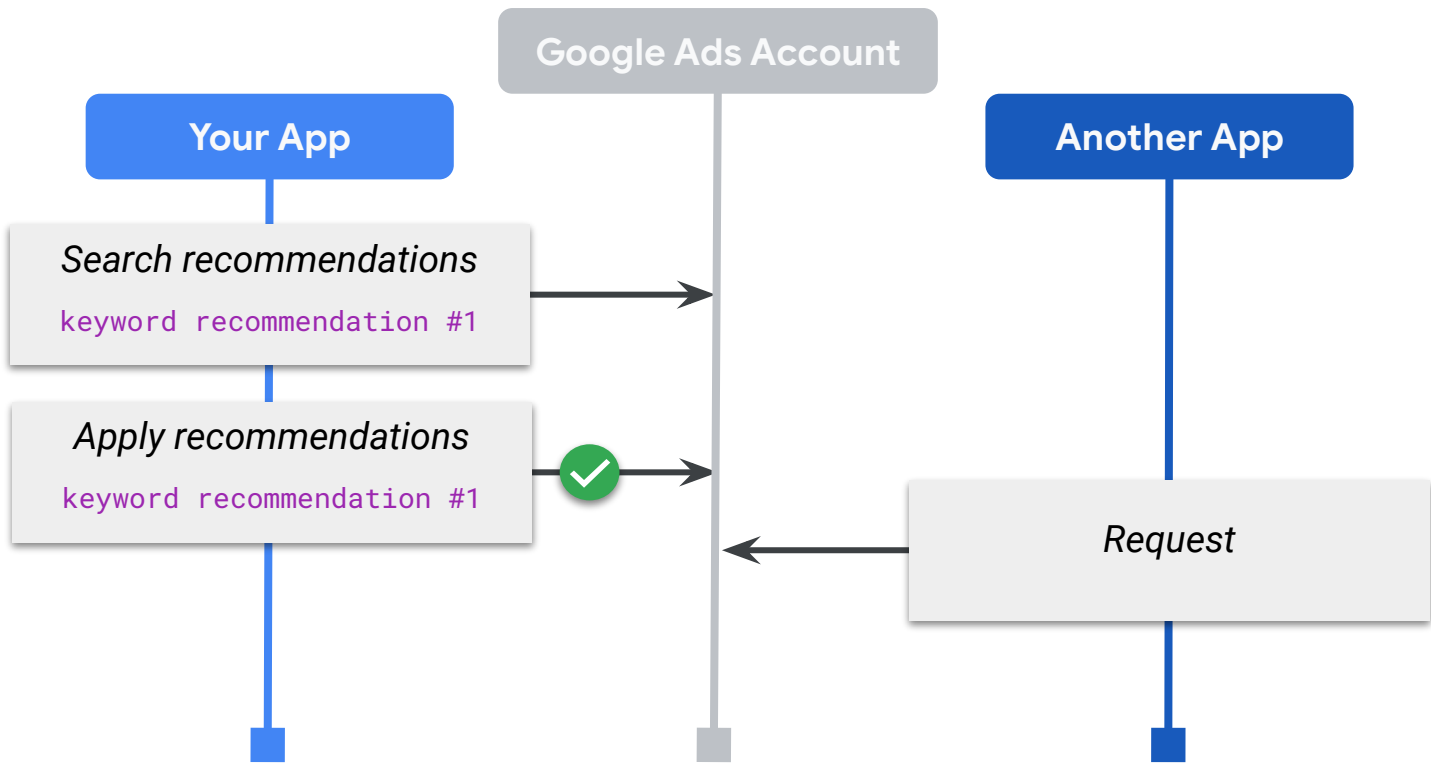 Google Ads Account
Your App
Another App
Search recommendations
keyword recommendation #1
Apply recommendations
keyword recommendation #1
Request